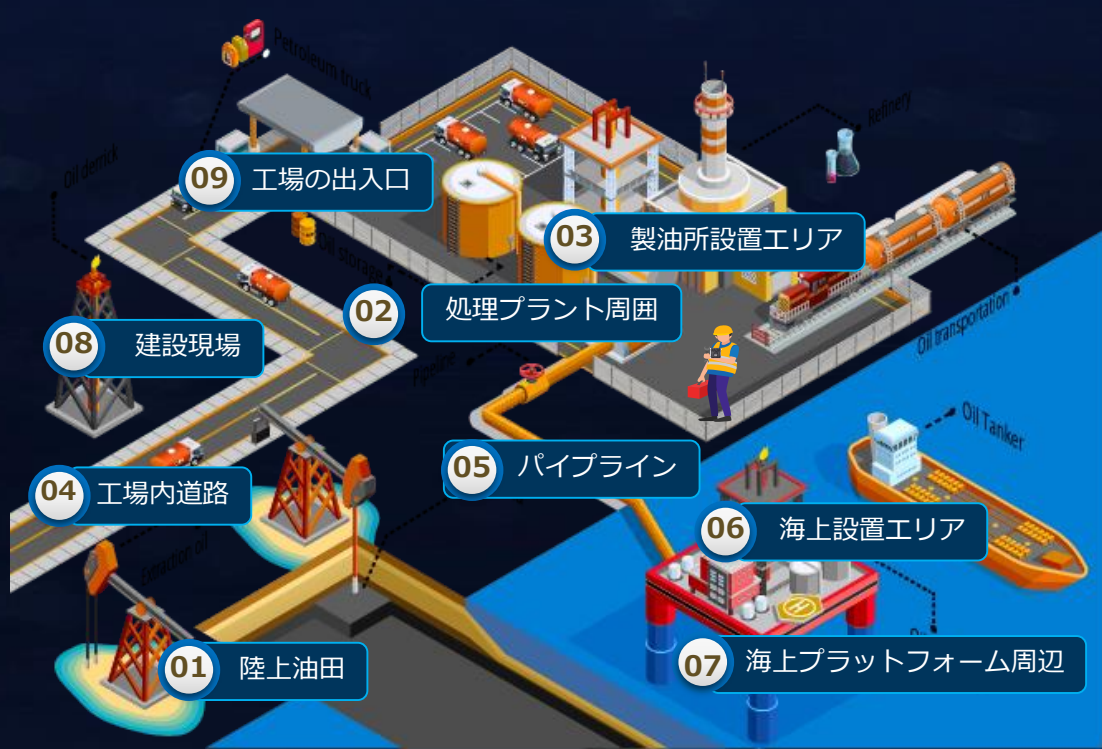 Petroleum truck
Oil derrick
Refinery
09 工場の出入口
03 製油所設置エリア
Oil storage
02 処理プラント周囲
08 建設現場
Pipeline
Oil transportation
Oil Tanker
05 パイプライン
04 工場内道路
06 海上設置エリア
Extraction oil
H
01 陸上油田
07 海上プラットフォーム周辺